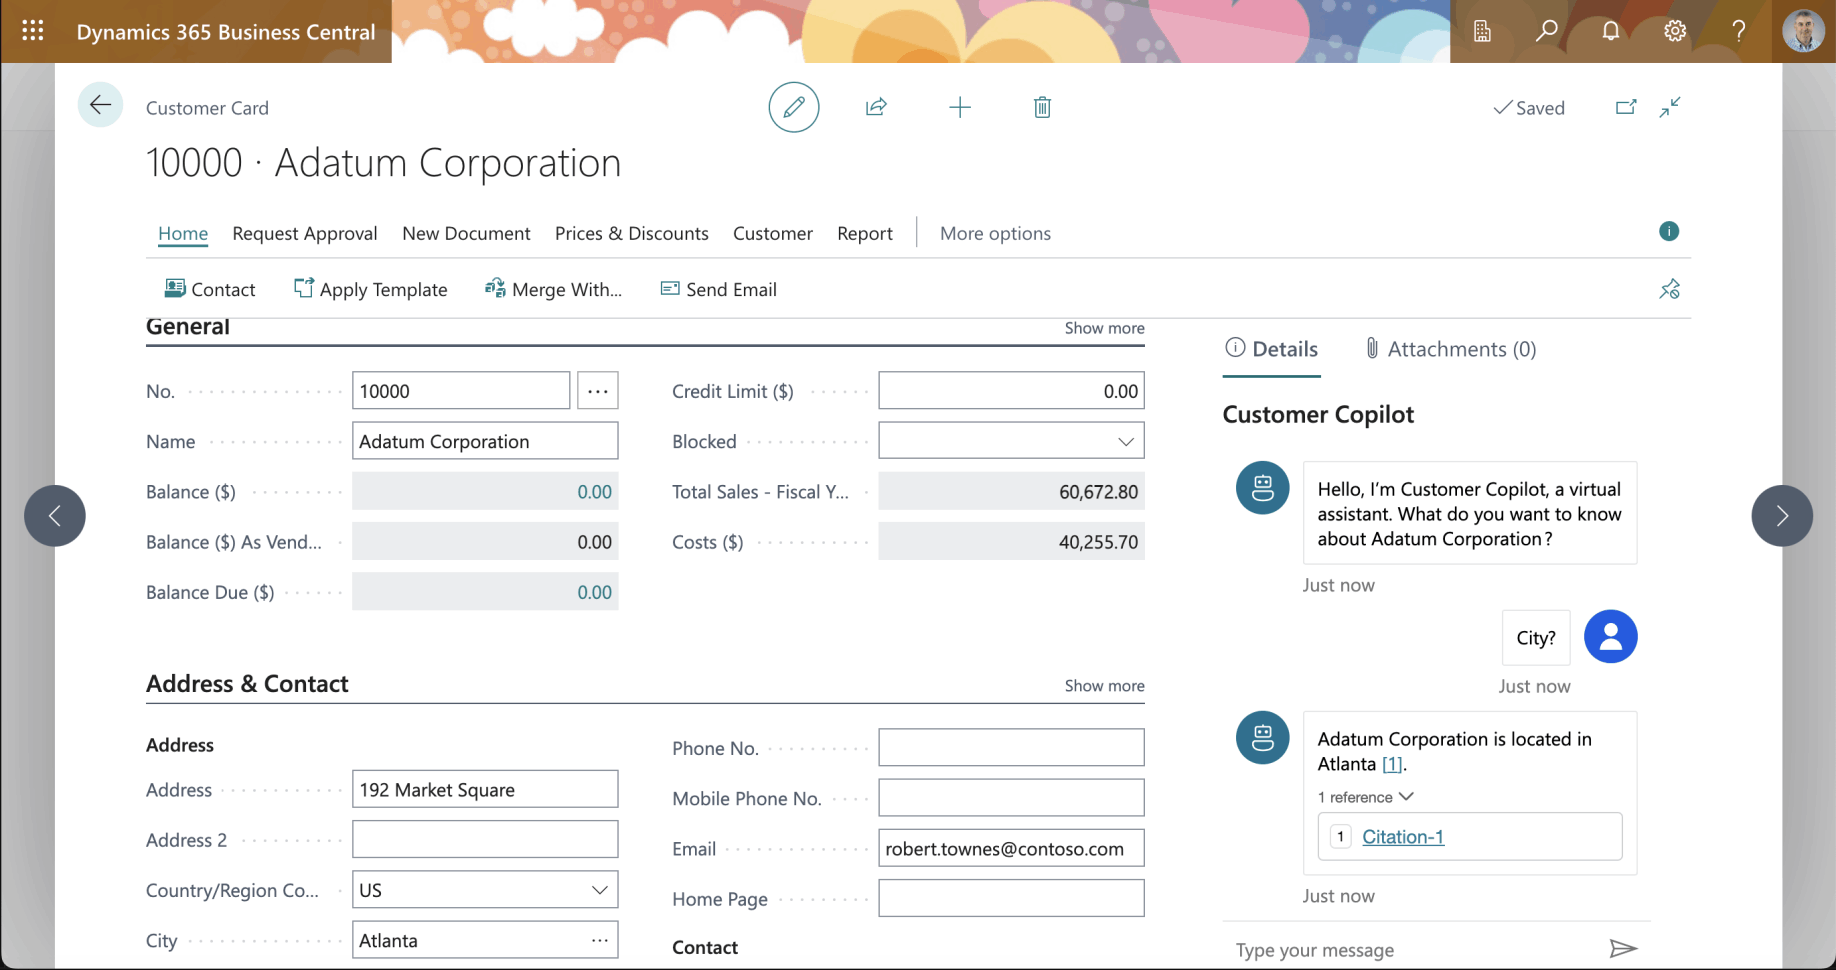 Dynamics 365 Business Central
?
Customer Card
Saved
10000 · Adatum Corporation
Home
Request Approval
New Document
Prices & Discounts
Customer
Report
More options
Contact
Apply Template
Merge With...
Send Email
General
Show more
No.
10000
...
Name
Adatum Corporation
Balance ($)
0.00
Balance ($) As Vend...
0.00
Balance Due ($)
0.00
Credit Limit ($)
0.00
Blocked
Total Sales - Fiscal Y...
60,672.80
Costs ($)
40,255.70
Address & Contact
Show more
Address
Address
192 Market Square
Address 2
Country/Region Co...
US
City
Atlanta
...
Phone No.
Mobile Phone No.
Email
robert.townes@contoso.com
Home Page
Contact
Details
Attachments (0)
Customer Copilot
Hello, I'm Customer Copilot, a virtual
assistant. What do you want to know
about Adatum Corporation?
Just now
City?
Just now
Adatum Corporation is located in
Atlanta [1].
1 reference
1 Citation-1
Just now
Type your message